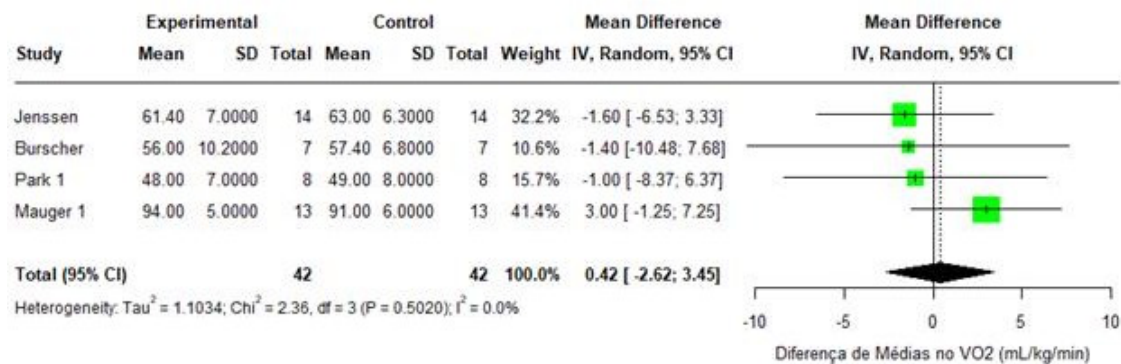 Experimental Control Mean Difference Mean Difference
Study Mean SD Total Mean SD Total Weight IV, Random, 95% CI IV, Random, 95% CI
Jenssen 61.40 7.0000 14 63.00 6.3000 14 32.2% -1.60 [ -6.53; 3.33]
Burscher 56.00 10.2000 7 57.40 6.8000 7 10.6% -1.40 [-10.48; 7.68]
Park 1 48.00 7.0000 8 49.00 8.0000 8 15.7% -1.00 [ -8.37; 6.37]
Mauger 1 94.00 5.0000 13 91.00 6.0000 13 41.4% 3.00 [ -1.25; 7.25]
Total (95% CI) 42 42 100.0% 0.42 [ -2.62; 3.45]
Heterogeneity: Tau² = 1.1034; Chi² = 2.36, df = 3 (P = 0.5020); I² = 0.0%
-10 -5 0 5 10
Diferença de Médias no VO2 (mL/kg/min)